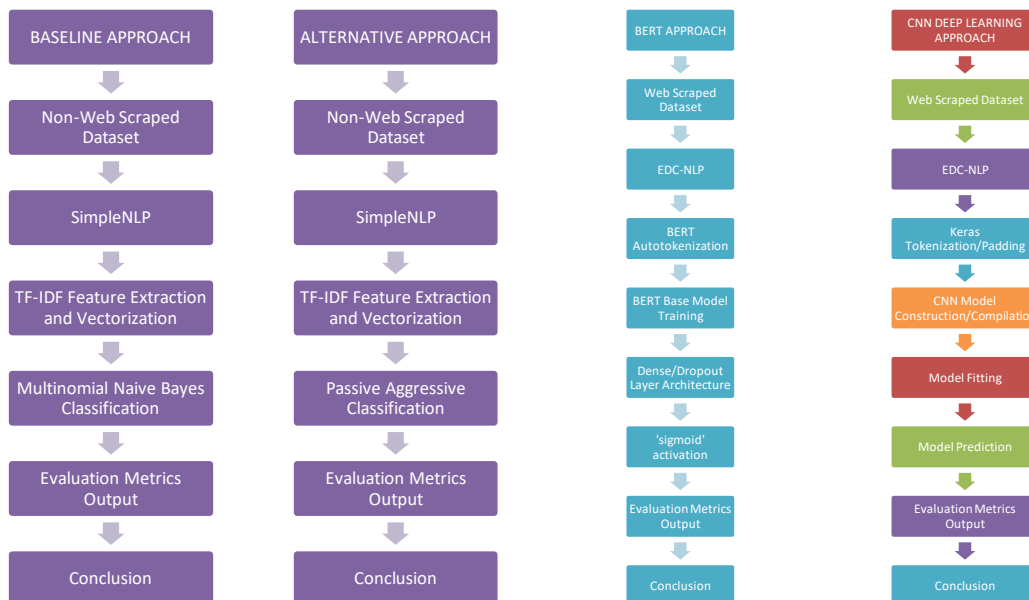 BASELINE APPROACH
Non-Web Scraped
Dataset
SimpleNLP
TF-IDF Feature Extraction
and Vectorization
Multinomial Naive Bayes
Classification
Evaluation Metrics
Output
Conclusion
ALTERNATIVE APPROACH
Non-Web Scraped
Dataset
SimpleNLP
TF-IDF Feature Extraction
and Vectorization
Passive Aggressive
Classification
Evaluation Metrics
Output
Conclusion
BERT APPROACH
Web Scraped
Dataset
EDC-NLP
BERT
Autotokenization
BERT Base Model
Training
Dense/Dropout
Layer Architecture
'sigmoid'
activation
Evaluation Metrics
Output
Conclusion
CNN DEEP LEARNING
APPROACH
Web Scraped Dataset
EDC-NLP
Keras
Tokenization/Padding
CNN Model
Construction/Compilatio
Model Fitting
Model Prediction
Evaluation Metrics
Output
Conclusion